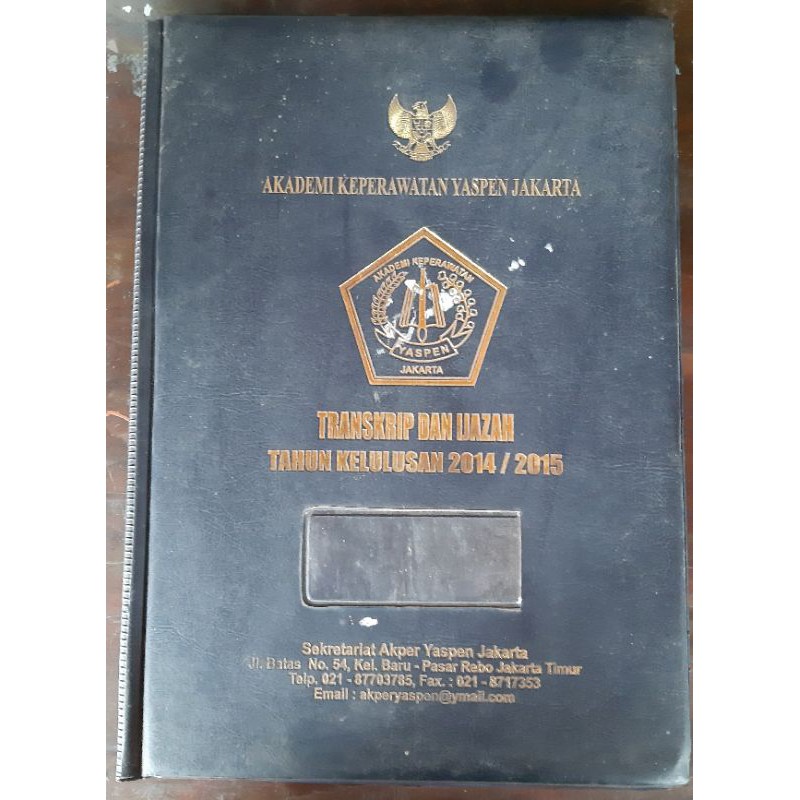 AKADEMI KEPERAWATAN YASPEN JAKARTA
AKADEMI KEPERAWATAN
YASPEN
JAKARTA
TRANSKRIP DAN IJAZAH
TAHUN KELULUSAN 2014 / 2015
Sekretariat Akper Yaspen Jakarta
Jl. Batas No. 54, Kel. Baru - Pasar Rebo Jakarta Timur
Telp. 021 - 87703785, Fax. : 021 - 8717353
Email : akperyaspen@ymail.com